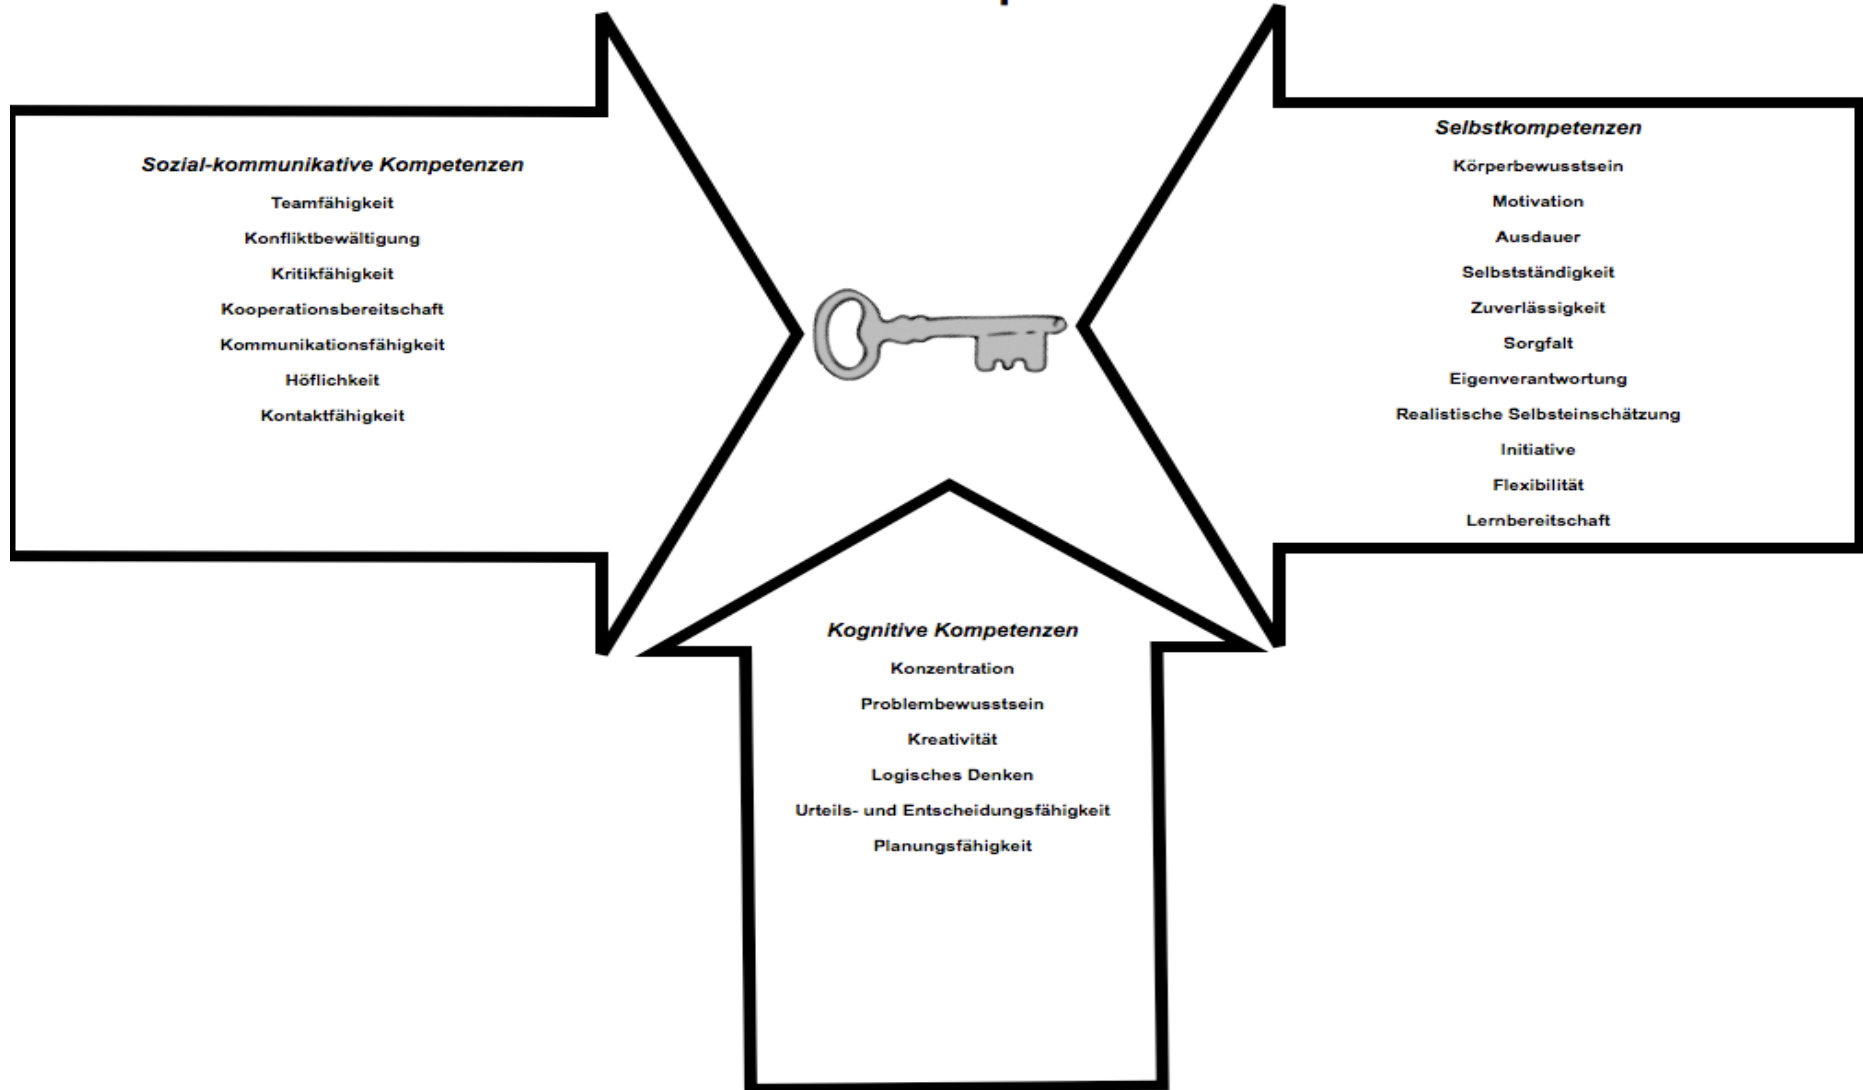 Sozial-kommunikative Kompetenzen
Teamfähigkeit
Konfliktbewältigung
Kritikfähigkeit
Kooperationsbereitschaft
Kommunikationsfähigkeit
Höflichkeit
Kontaktfähigkeit
Selbstkompetenzen
Körperbewusstsein
Motivation
Ausdauer
Selbstständigkeit
Zuverlässigkeit
Sorgfalt
Eigenverantwortung
Realistische Selbsteinschätzung
Initiative
Flexibilität
Lernbereitschaft
Kognitive Kompetenzen
Konzentration
Problembewusstsein
Kreativität
Logisches Denken
Urteils- und Entscheidungsfähigkeit
Planungsfähigkeit